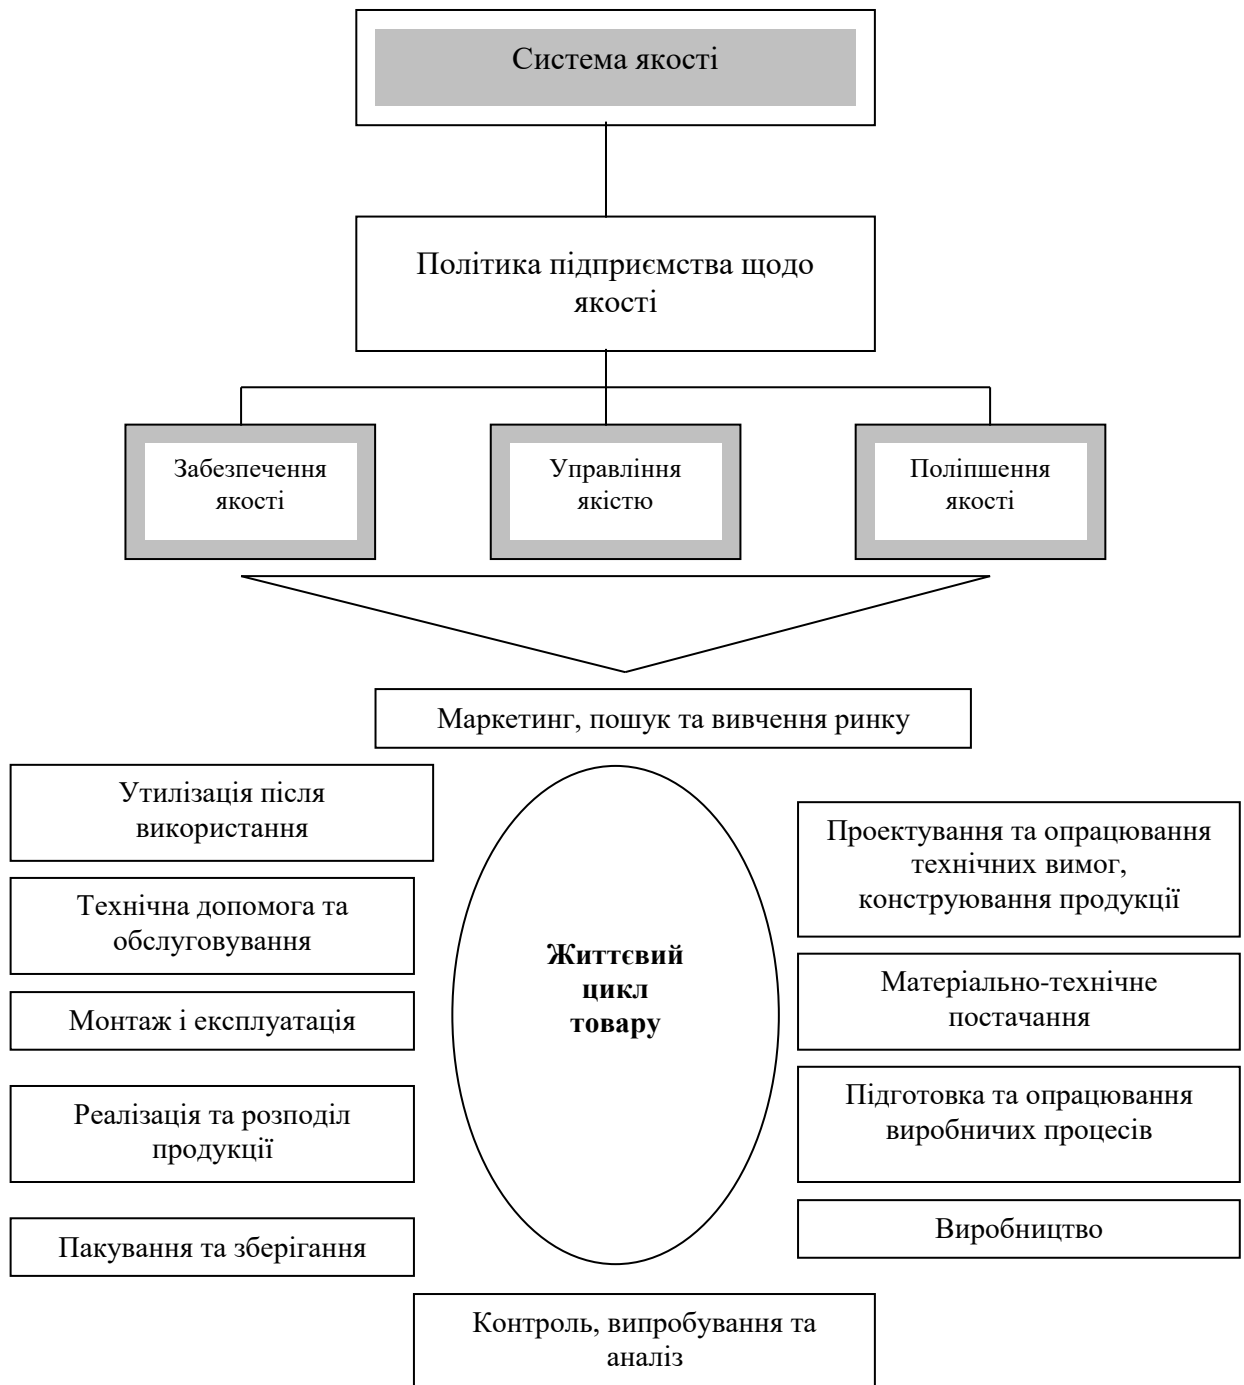 Система якості
Політика підприємства щодо
якості
Забезпечення
якості
Управління
якістю
Поліпшення
якості
Маркетинг, пошук та вивчення ринку
Утилізація після
використання
Технічна допомога та
обслуговування
Монтаж і експлуатація
Реалізація та розподіл
продукції
Пакування та зберігання
Життєвий
цикл
товару
Проектування та опрацювання
технічних вимог,
конструювання продукції
Матеріально-технічне
постачання
Підготовка та опрацювання
виробничих процесів
Виробництво
Контроль, випробування та
аналіз